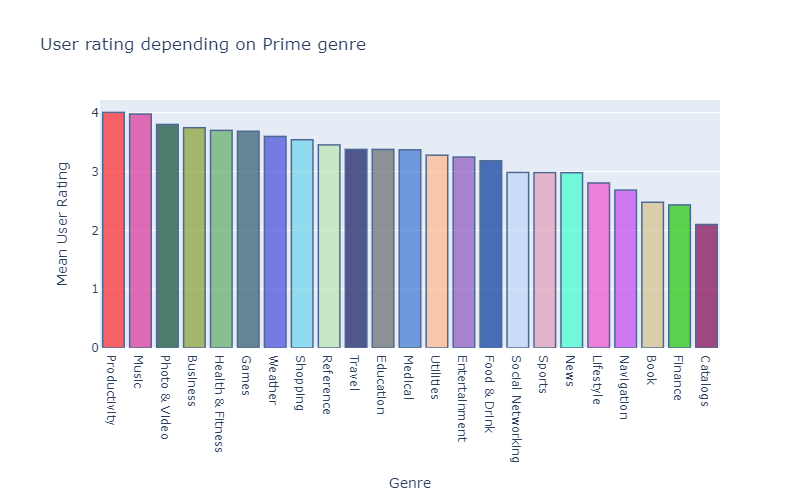 User rating depending on Prime genre
Mean User Rating
4
3
2
1
0
Productivity
Music
Photo & Video
Business
Health & Fitness
Games
Weather
Shopping
Reference
Travel
Education
Medical
Utilities
Entertainment
Food & Drink
Social Networking
Sports
News
Lifestyle
Navigation
Book
Finance
Catalogs
Genre